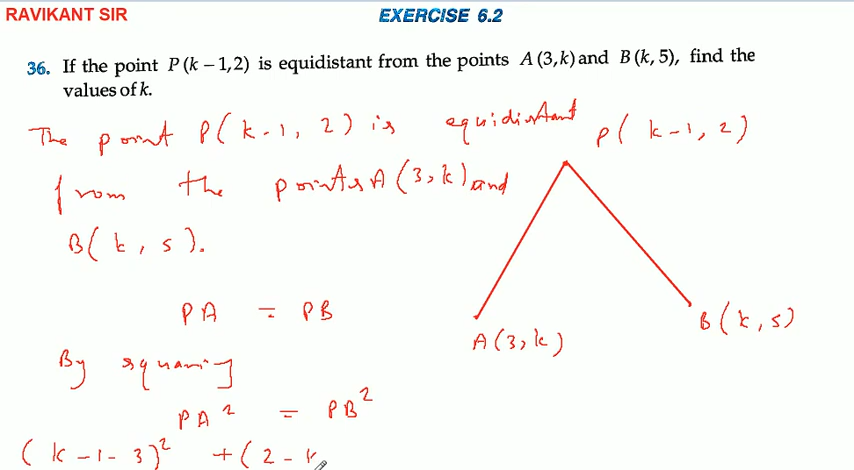 RAVIKANT SIR
EXERCISE 6.2
36. If the point P (k – 1,2) is equidistant from the points A (3,k) and B (k, 5), find the
values of k.
The point P( k - 1, 2 ) is equidistant
from the points A (3, k) and
B( k, 5 ).
P( k-1, 2)
A (3, k)
B (k, 5)
PA = PB
By squaring
PA² = PB²
( k - 1 - 3 )² + ( 2 - k